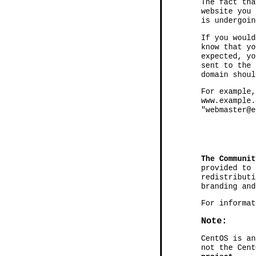 The fact tha
website you
is undergoin
If you would
know that yo
expected, yo
sent to the
domain shoul
For example,
www.example.
"webmaster@e
The Communit
provided to
redistributi
branding and
For informat
Note:
CentOS is an
not the Cent